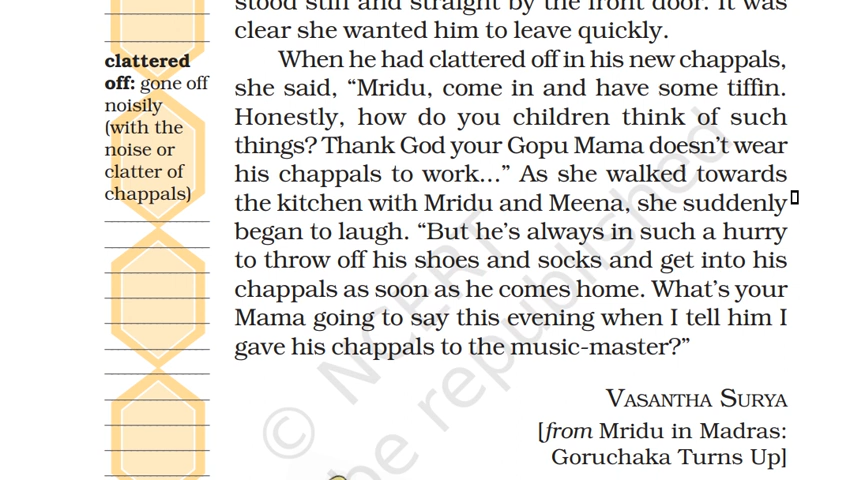 stood stiff and straight by the front door. It was
clear she wanted him to leave quickly.
When he had clattered off in his new chappals,
she said, “Mridu, come in and have some tiffin.
Honestly, how do you children think of such
things? Thank God your Gopu Mama doesn’t wear
his chappals to work...” As she walked towards
the kitchen with Mridu and Meena, she suddenly
began to laugh. “But he’s always in such a hurry
to throw off his shoes and socks and get into his
chappals as soon as he comes home. What’s your
Mama going to say this evening when I tell him I
gave his chappals to the music-master?”
VASANTHA SURYA
[from Mridu in Madras:
Goruchaka Turns Up]
clattered
off: gone off
noisily
(with the
noise or
clatter of
chappals)
© NCERT
be republished